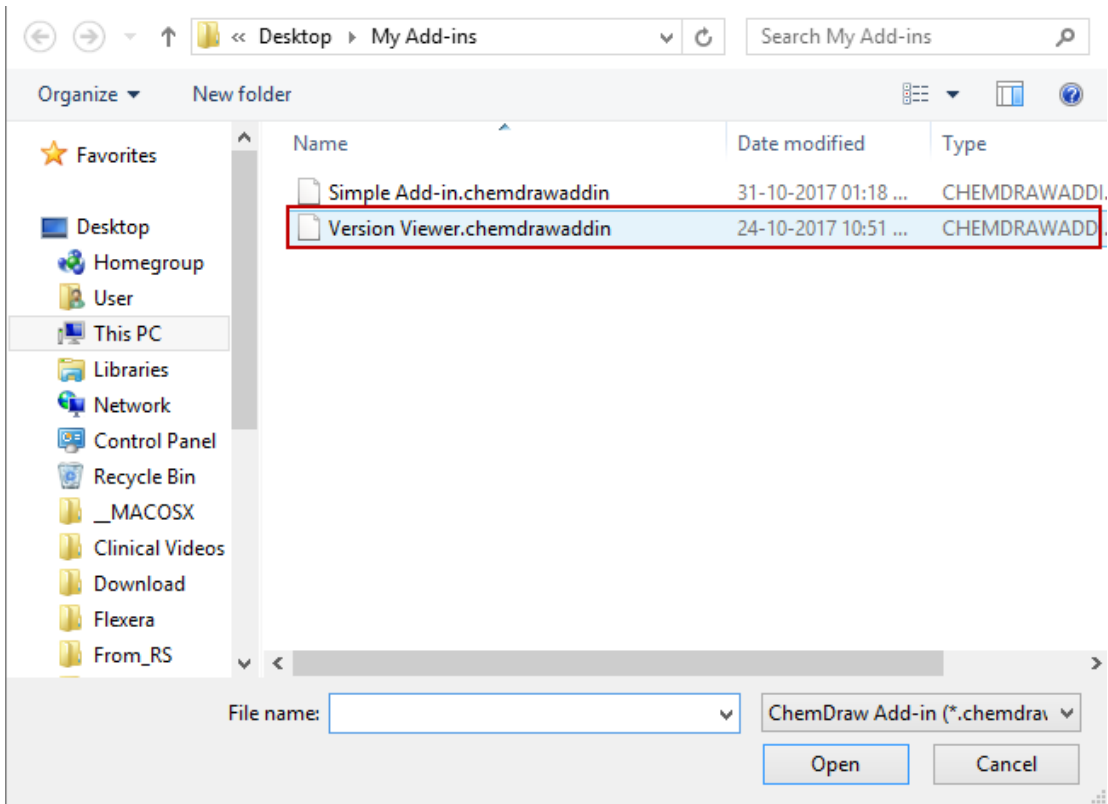 « Desktop My Add-ins Search My Add-ins
Organize New folder
Name Date modified Type
Favorites
Simple Add-in.chemdrawaddin 31-10-2017 01:18 ... CHEMDRAWADDI.
Desktop
Version Viewer.chemdrawaddin 24-10-2017 10:51 ... CHEMDRAWADD.
Homegroup
User
This PC
Libraries
Network
Control Panel
Recycle Bin
__MACOSX
Clinical Videos
Download
Flexera
From_RS
File name: ChemDraw Add-in (*.chemdra
Open Cancel